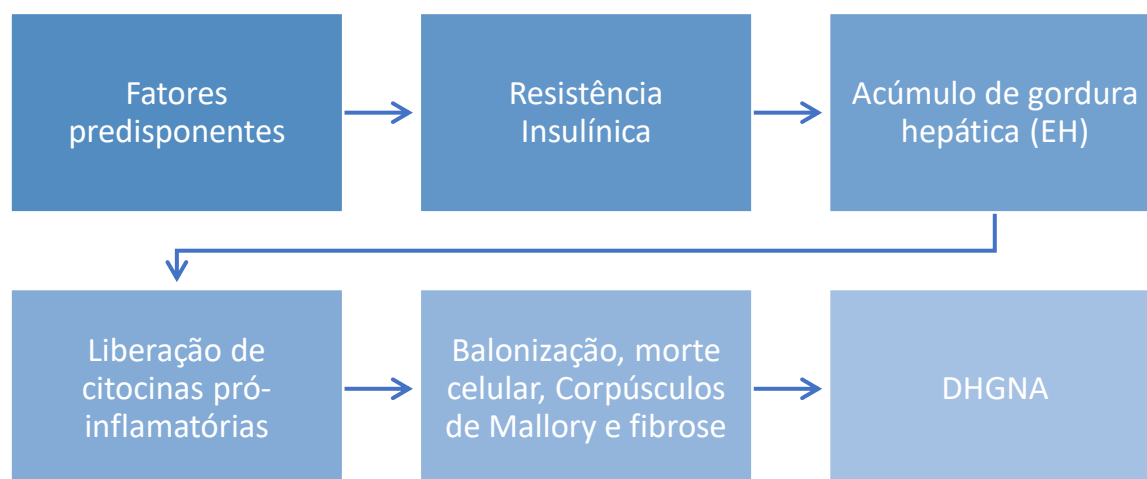 Fatores
predisponentes
Resistência
Insulínica
Acúmulo de gordura
hepática (EH)
Liberação de
citocinas pró-
inflamatórias
Balonização, morte
celular, Corpúsculos
de Mallory e fibrose
DHGNA